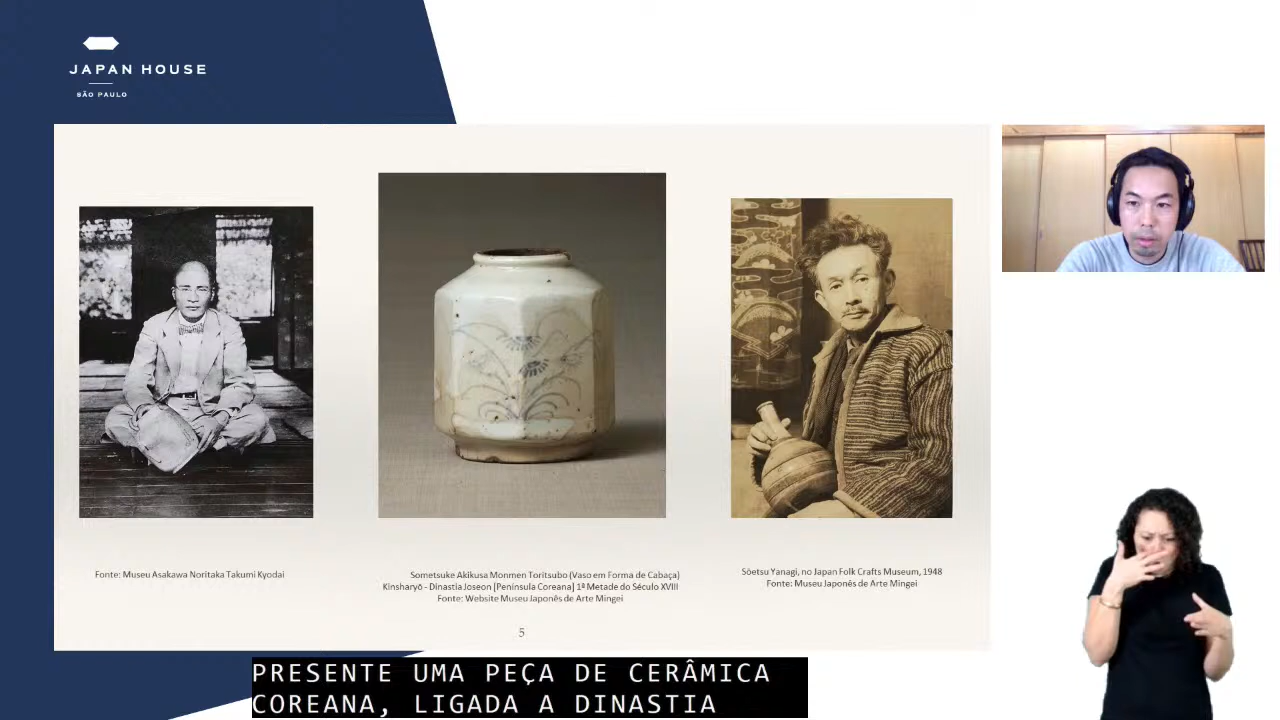 JAPAN HOUSE
SÃO PAULO
Fonte: Museu Asakawa Noritaka Takumi Kyodai
Sometsuke Akikusa Monmen Toritsubo (Vaso em Forma de Cabaça)
Kinsharyō - Dinastia Joseon [Península Coreana] 1ª Metade do Século XVIII
Fonte: Website Museu Japonês de Arte Mingei
Sōetsu Yanagi, no Japan Folk Crafts Museum, 1948
Fonte: Museu Japonês de Arte Mingei
5
PRESENTE UMA PEÇA DE CERÂMICA
COREANA, LIGADA A DINASTIA